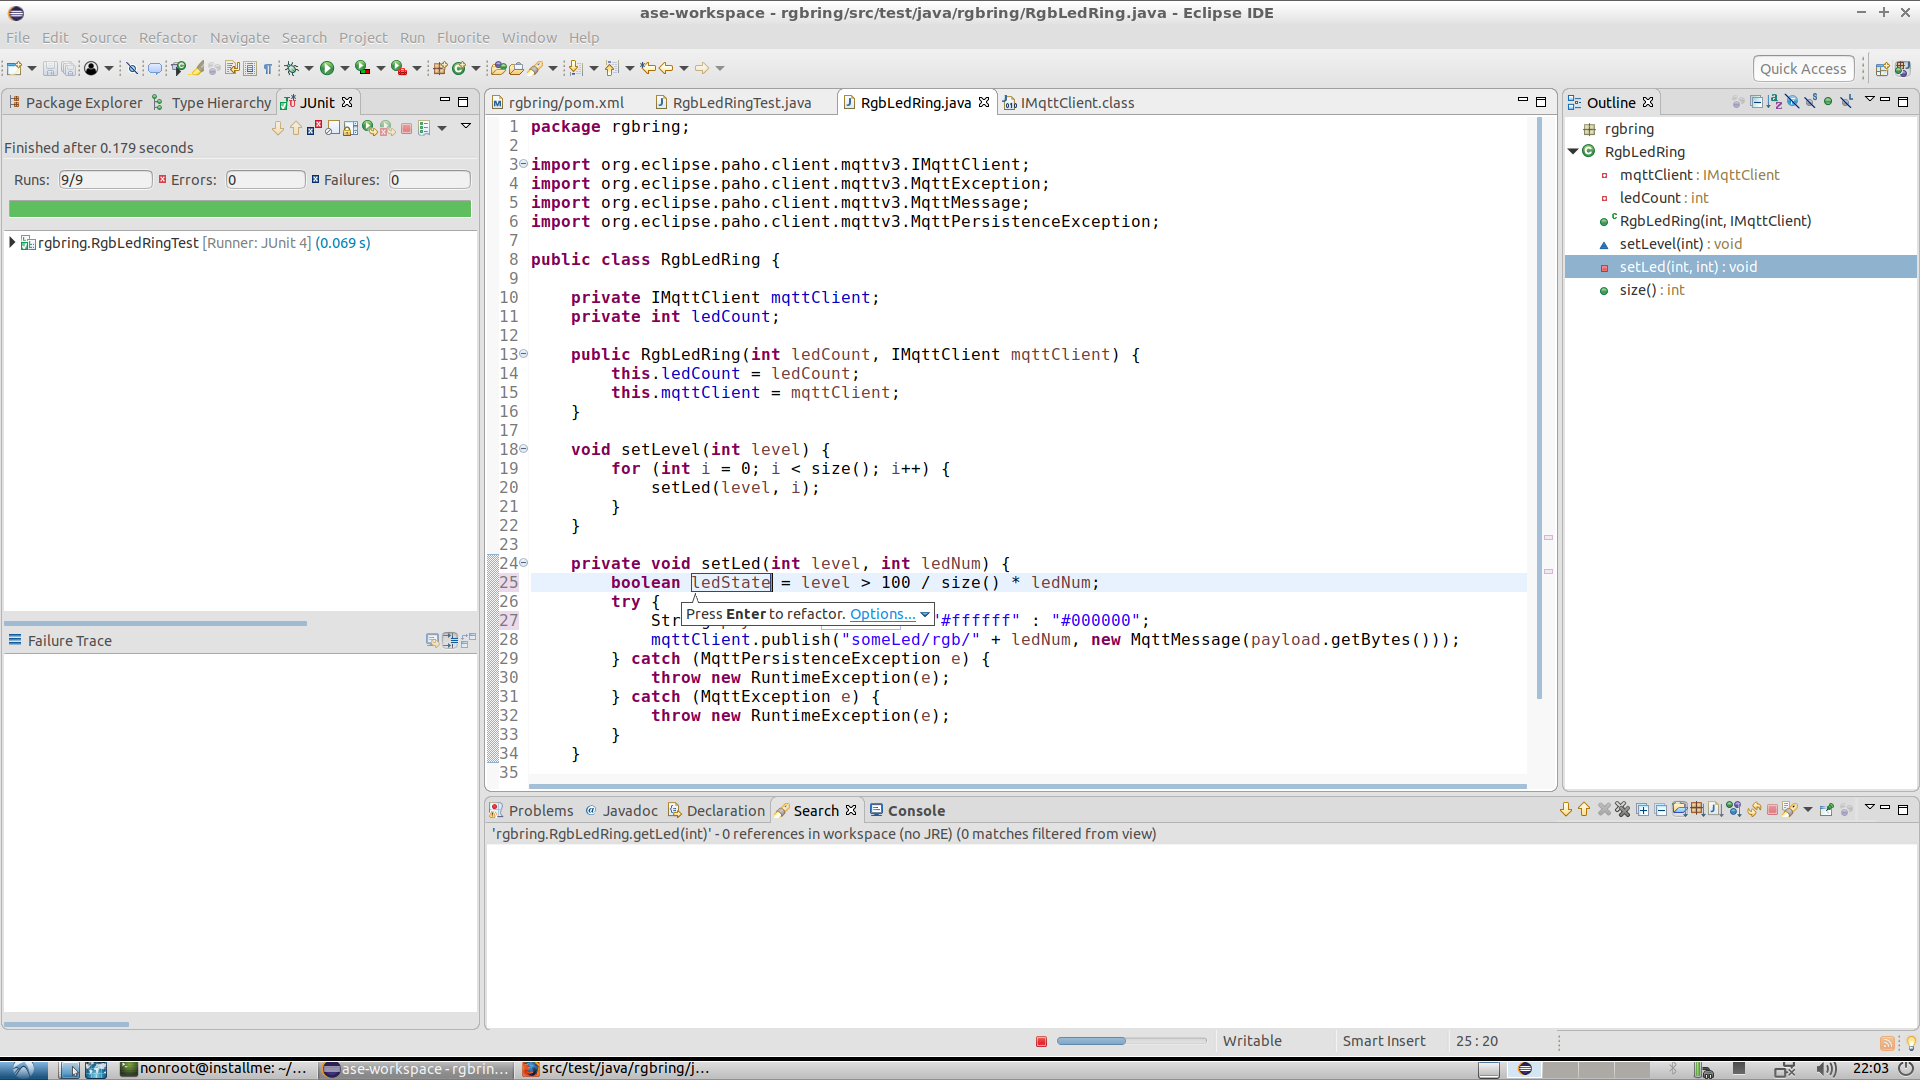 ase-workspace - rgbring/src/test/java/rgbring/RgbLedRing.java - Eclipse IDE
File Edit Source Refactor Navigate Search Project Run Fluorite Window Help
Quick Access
Package Explorer Type Hierarchy JUnit
Finished after 0.179 seconds
Runs: 9/9 Errors: 0 Failures: 0
rgbring.RgbLedRingTest [Runner: JUnit 4] (0.069 s)
Failure Trace
rgbring/pom.xml RgbLedRingTest.java RgbLedRing.java IMqttClient.class
1 package rgbring;
2
3 import org.eclipse.paho.client.mqttv3.IMqttClient;
4 import org.eclipse.paho.client.mqttv3.MqttException;
5 import org.eclipse.paho.client.mqttv3.MqttMessage;
6 import org.eclipse.paho.client.mqttv3.MqttPersistenceException;
7
8 public class RgbLedRing {
9
10 private IMqttClient mqttClient;
11 private int ledCount;
12
13 public RgbLedRing(int ledCount, IMqttClient mqttClient) {
14 this.ledCount = ledCount;
15 this.mqttClient = mqttClient;
16 }
17
18 void setLevel(int level) {
19 for (int i = 0; i < size(); i++) {
20 setLed(level, i);
21 }
22 }
23
24 private void setLed(int level, int ledNum) {
25 boolean ledState = level > 100 / size() * ledNum;
26 try {
Press Enter to refactor. Options...
27 "#ffffff" : "#000000";
28 mqttClient.publish("someLed/rgb/" + ledNum, new MqttMessage(payload.getBytes()));
29 } catch (MqttPersistenceException e) {
30 throw new RuntimeException(e);
31 } catch (MqttException e) {
32 throw new RuntimeException(e);
33 }
34 }
35
Outline
rgbring
RgbLedRing
mqttClient : IMqttClient
ledCount : int
RgbLedRing(int, IMqttClient)
setLevel(int) : void
setLed(int, int) : void
size() : int
Problems Javadoc Declaration Search Console
'rgbring.RgbLedRing.getLed(int)' - 0 references in workspace (no JRE) (0 matches filtered from view)
Writable Smart Insert 25 : 20
nonroot@installme: ~/... ase-workspace - rgbrin... src/test/java/rgbring/j... 22:03